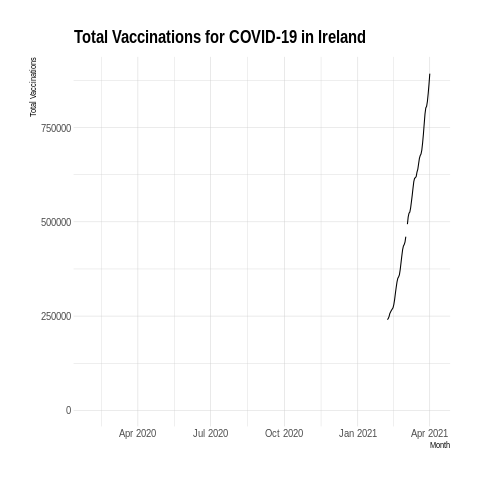 Total Vaccinations for COVID-19 in Ireland
Total Vaccinations
750000
500000
250000
0
Apr 2020 Jul 2020 Oct 2020 Jan 2021 Apr 2021
Month